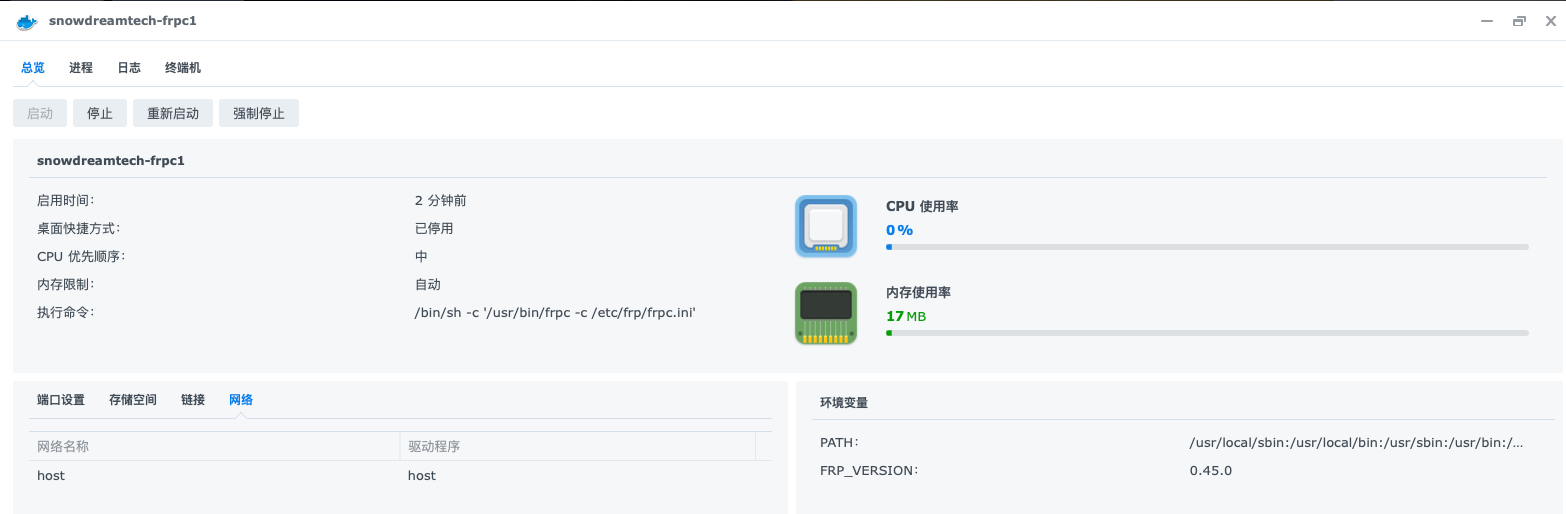 snowdreamtech-frpc1
总览 进程 日志 终端机
启动 停止 重新启动 强制停止
snowdreamtech-frpc1
启用时间: 2 分钟前
桌面快捷方式: 已停用
CPU 优先顺序: 中
内存限制: 自动
执行命令: /bin/sh -c '/usr/bin/frpc -c /etc/frp/frpc.ini'
CPU 使用率
0%
内存使用率
17 MB
端口设置 存储空间 链接 网络
网络名称 驱动程序
host host
环境变量
PATH: /usr/local/sbin:/usr/local/bin:/usr/sbin:/usr/bin:/...
FRP_VERSION: 0.45.0